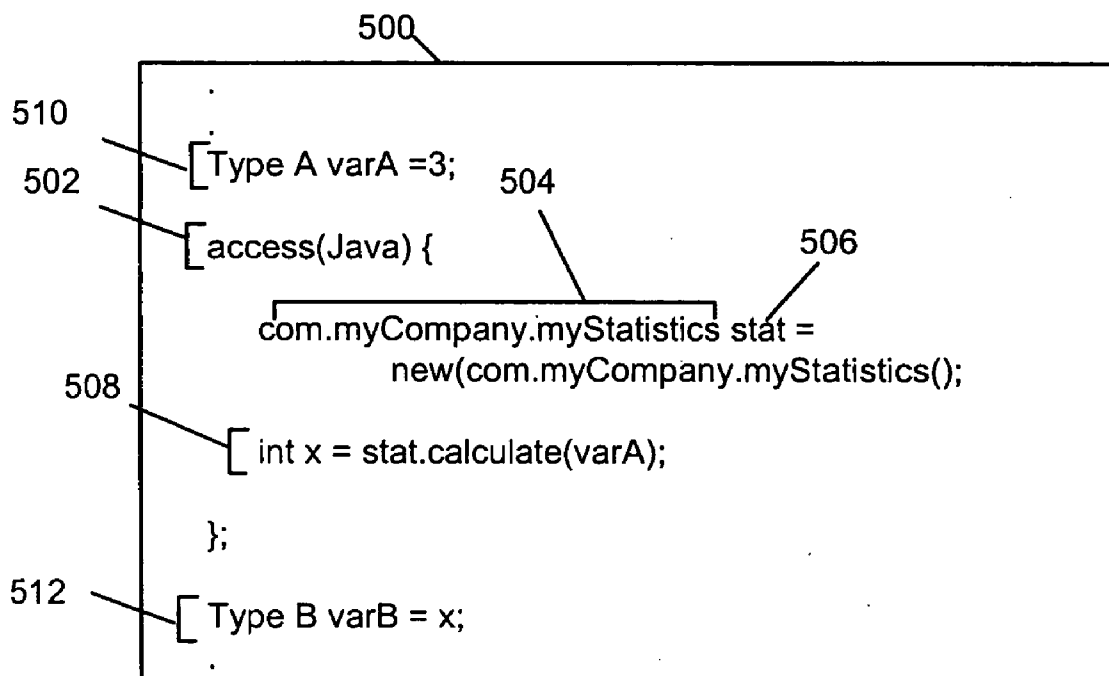 500
.
.
510
Type A varA =3;
502
504
access(Java) {
506
com.myCompany.myStatistics stat =
new(com.myCompany.myStatistics();
508
int x = stat.calculate(varA);
};
512
Type B varB = x;
.